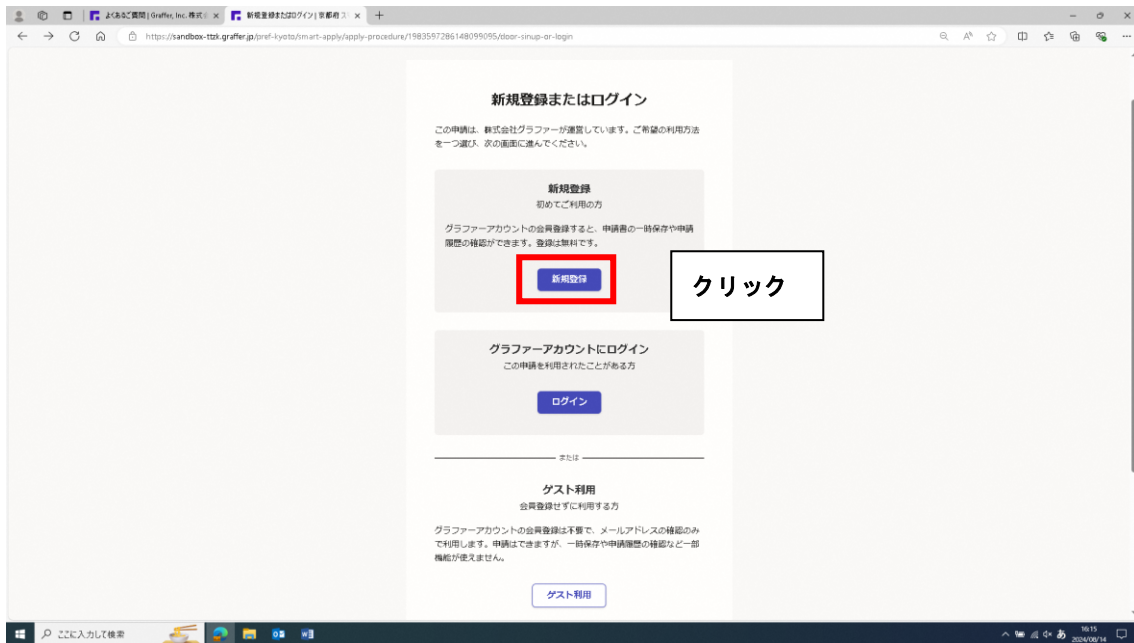 よくあるご質問 | Graffer, Inc. 株式
新規登録またはログイン | 京都府 ス
https://sandbox-ttzk.graffer.jp/pref-kyoto/smart-apply/apply-procedure/1983597286148099095/door-sinup-or-login
新規登録またはログイン
この申請は、株式会社グラファーが運営しています。ご希望の利用方法
を一つ選び、次の画面に進んでください。
新規登録
初めてご利用の方
グラファーアカウントの会員登録すると、申請書の一時保存や申請
履歴の確認ができます。登録は無料です。
新規登録
クリック
グラファーアカウントにログイン
この申請を利用されたことがある方
ログイン
または
ゲスト利用
会員登録せずに利用する方
グラファーアカウントの会員登録は不要で、メールアドレスの確認のみ
で利用します。申請はできますが、一時保存や申請履歴の確認など一部
機能が使えません。
ゲスト利用
ここに入力して検索
あ
16:15
2024/08/14